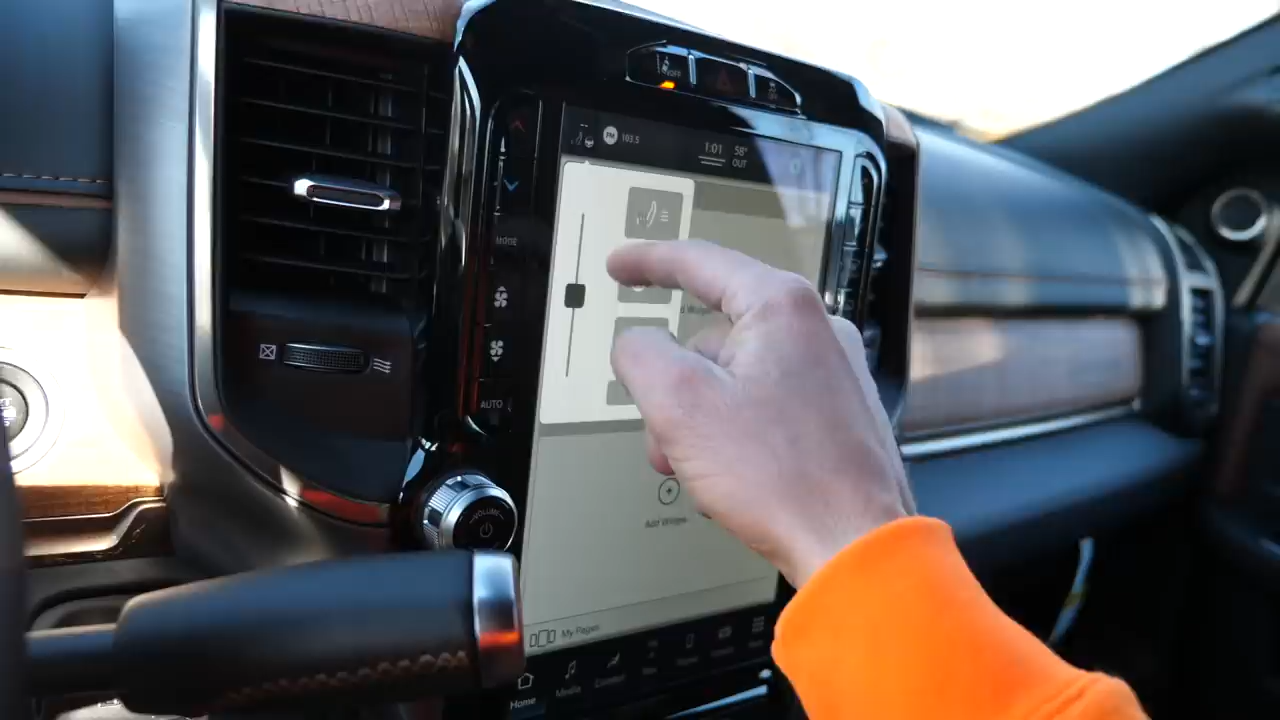 OFF
FM 103.5
1:01
58°
OUT
MODE
AUTO
VOLUME
Add Widget
My Pages
Home
Media
Comfort